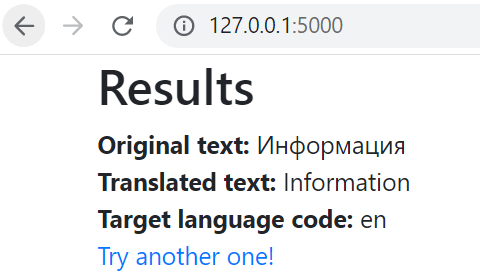 127.0.0.1:5000
Results
Original text: Информация
Translated text: Information
Target language code: en
Try another one!